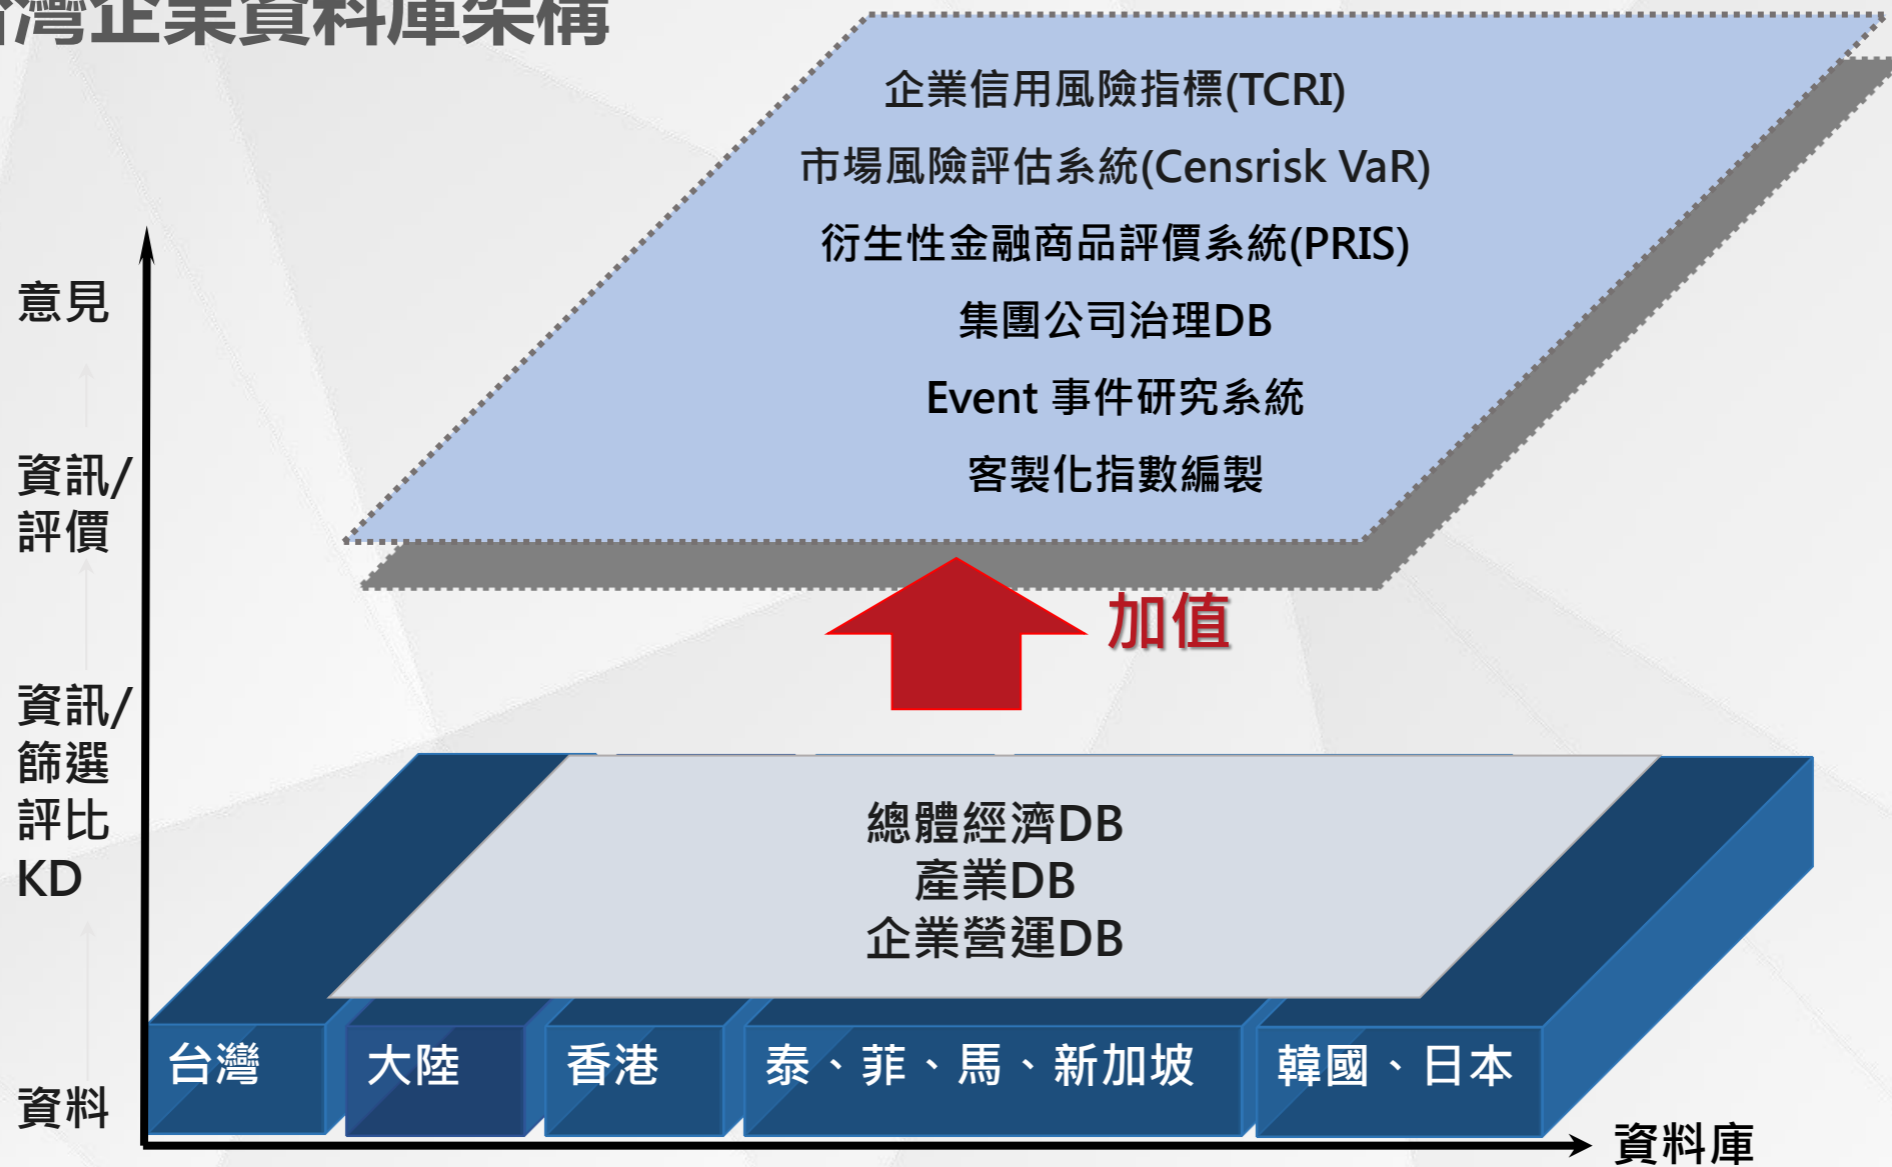 台灣企業資料庫架構
企業信用風險指標(TCRI)
市場風險評估系統(Censrisk VaR)
衍生性金融商品評價系統(PRIS)
集團公司治理DB
Event 事件研究系統
客製化指數編製
加值
意見
資訊/
評價
資訊/
篩選
評比
KD
資料
總體經濟DB
產業DB
企業營運DB
台灣
大陸
香港
泰、菲、馬、新加坡
韓國、日本
資料庫